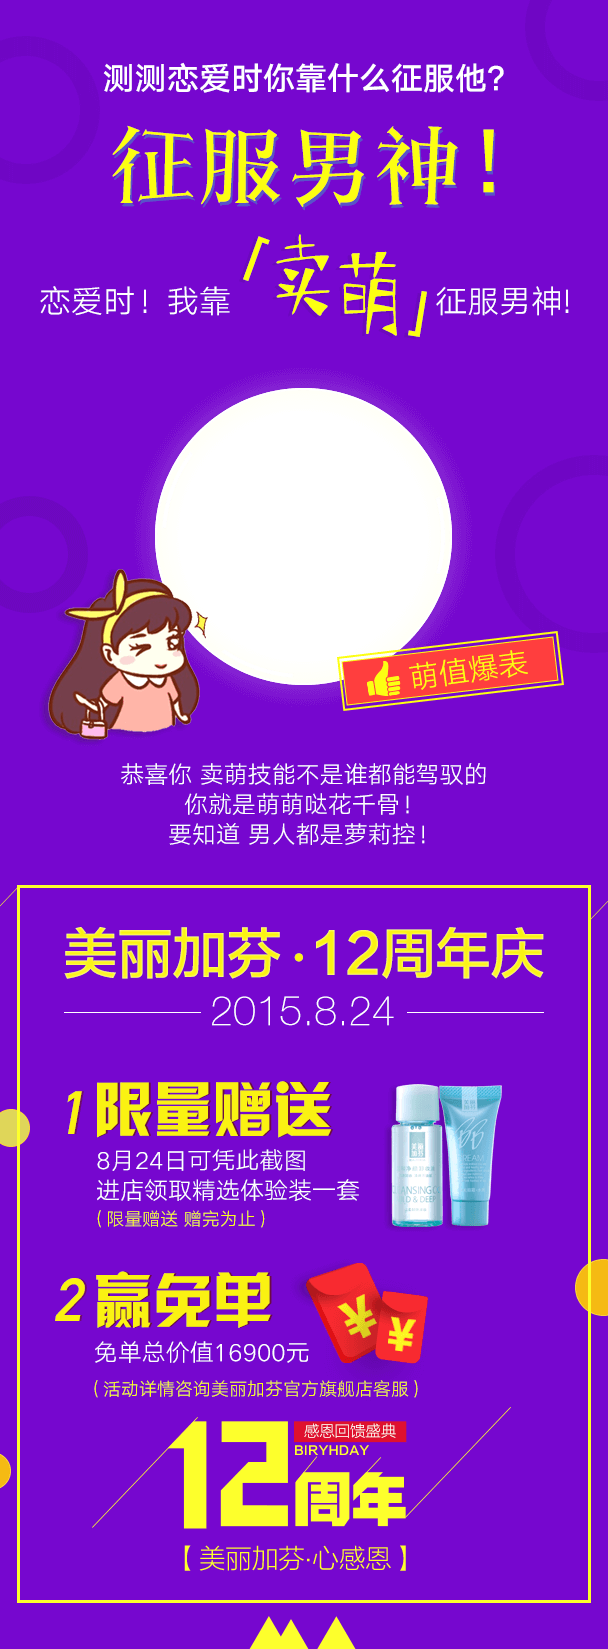 测测恋爱时你靠什么征服他?
征服男神!
恋爱时! 我靠「卖萌」征服男神!
萌值爆表
恭喜你 卖萌技能不是谁都能驾驭的
你就是萌萌哒花千骨!
要知道 男人都是萝莉控!
美丽加芬·12周年庆
2015.8.24
1 限量赠送
8月24日可凭此截图
进店领取精选体验装一套
(限量赠送 赠完为止)
美丽加芬
BB
2 赢免单
免单总价值16900元
¥ ¥
(活动详情咨询美丽加芬官方旗舰店客服)
感恩回馈盛典
BIRYHDAY
12周年
【美丽加芬·心感恩】